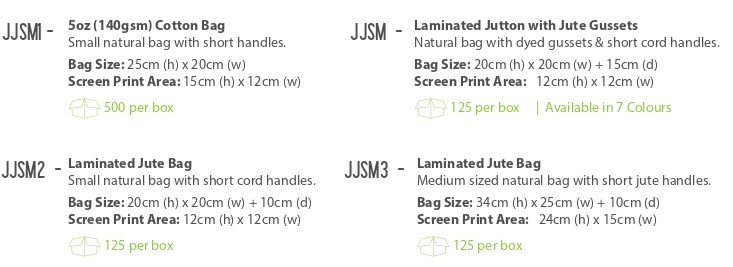 JJSM1 - 5oz (140gsm) Cotton Bag
Small natural bag with short handles.
Bag Size: 25cm (h) x 20cm (w)
Screen Print Area: 15cm (h) x 12cm (w)
500 per box
JJSM - Laminated Jutton with Jute Gussets
Natural bag with dyed gussets & short cord handles.
Bag Size: 20cm (h) x 20cm (w) + 15cm (d)
Screen Print Area: 12cm (h) x 12cm (w)
125 per box | Available in 7 Colours
JJSM2 - Laminated Jute Bag
Small natural bag with short cord handles.
Bag Size: 20cm (h) x 20cm (w) + 10cm (d)
Screen Print Area: 12cm (h) x 12cm (w)
125 per box
JJSM3 - Laminated Jute Bag
Medium sized natural bag with short jute handles.
Bag Size: 34cm (h) x 25cm (w) + 10cm (d)
Screen Print Area: 24cm (h) x 15cm (w)
125 per box